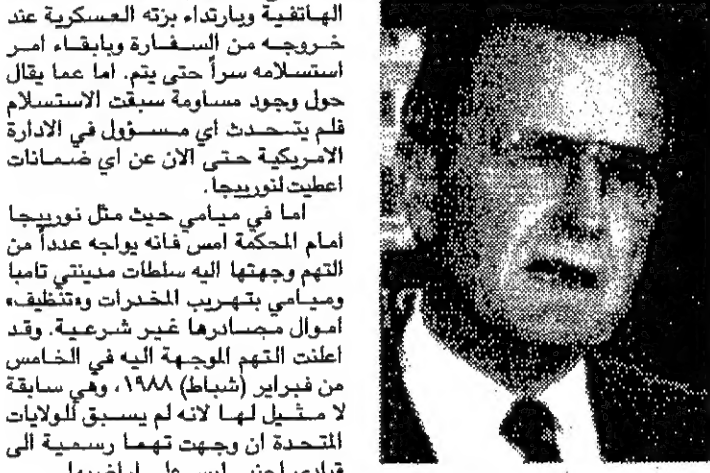 الهاتفية وبارتداء بزته العسكرية عند
خروجه من السفارة وبابقاء امر
استسلامه سراً حتى يتم. اما عما يقال
حول وجود مساومة سبقت الاستسلام
فلم يتحدث اي مسؤول في الادارة
الامريكية حتى الان عن اي ضمانات
اعطيت لنورييجا.
اما في ميامي حيث مثل نورييجا
امام المحكمة امس فانه يواجه عدداً من
التهم وجهتها اليه سلطات مدينتي تامبا
وميامي بتهريب المخدرات و«تنظيف»
اموال مصادرها غير شرعية. وقد
اعلنت التهم الموجهة اليه في الخامس
من فبراير (شباط) ١٩٨٨، وهي سابقة
لا مثيل لها لانه لم يسبق للولايات
المتحدة ان وجهت تهما رسمية الى